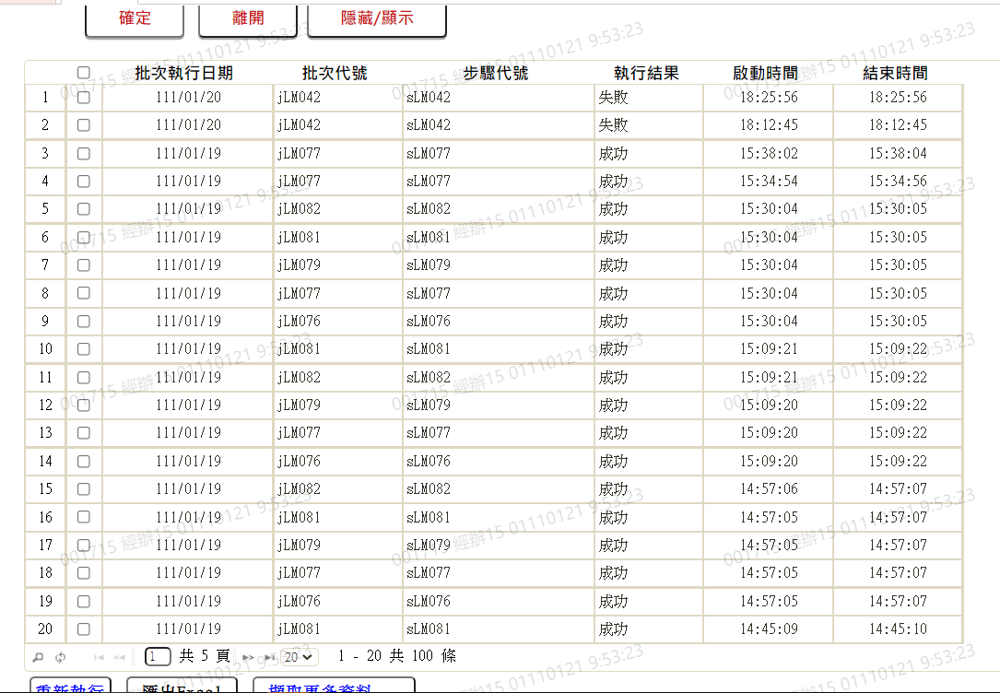 確定 離開 隱藏/顯示
批次執行日期 批次代號 步驟代號 執行結果 啟動時間 結束時間
1 111/01/20 jLM042 sLM042 失敗 18:25:56 18:25:56
2 111/01/20 jLM042 sLM042 失敗 18:12:45 18:12:45
3 111/01/19 jLM077 sLM077 成功 15:38:02 15:38:04
4 111/01/19 jLM077 sLM077 成功 15:34:54 15:34:56
5 111/01/19 jLM082 sLM082 成功 15:30:04 15:30:05
6 111/01/19 jLM081 sLM081 成功 15:30:04 15:30:05
7 111/01/19 jLM079 sLM079 成功 15:30:04 15:30:05
8 111/01/19 jLM077 sLM077 成功 15:30:04 15:30:05
9 111/01/19 jLM076 sLM076 成功 15:30:04 15:30:05
10 111/01/19 jLM081 sLM081 成功 15:09:21 15:09:22
11 111/01/19 jLM082 sLM082 成功 15:09:21 15:09:22
12 111/01/19 jLM079 sLM079 成功 15:09:20 15:09:22
13 111/01/19 jLM077 sLM077 成功 15:09:20 15:09:22
14 111/01/19 jLM076 sLM076 成功 15:09:20 15:09:22
15 111/01/19 jLM082 sLM082 成功 14:57:06 14:57:07
16 111/01/19 jLM081 sLM081 成功 14:57:05 14:57:07
17 111/01/19 jLM079 sLM079 成功 14:57:05 14:57:07
18 111/01/19 jLM077 sLM077 成功 14:57:05 14:57:07
19 111/01/19 jLM076 sLM076 成功 14:57:05 14:57:07
20 111/01/19 jLM081 sLM081 成功 14:45:09 14:45:10
1 共 5 頁 20 1 - 20 共 100 條
重新執行 匯出Excel 擷取更多資料
001715 經辦15 01110121 9:53:23